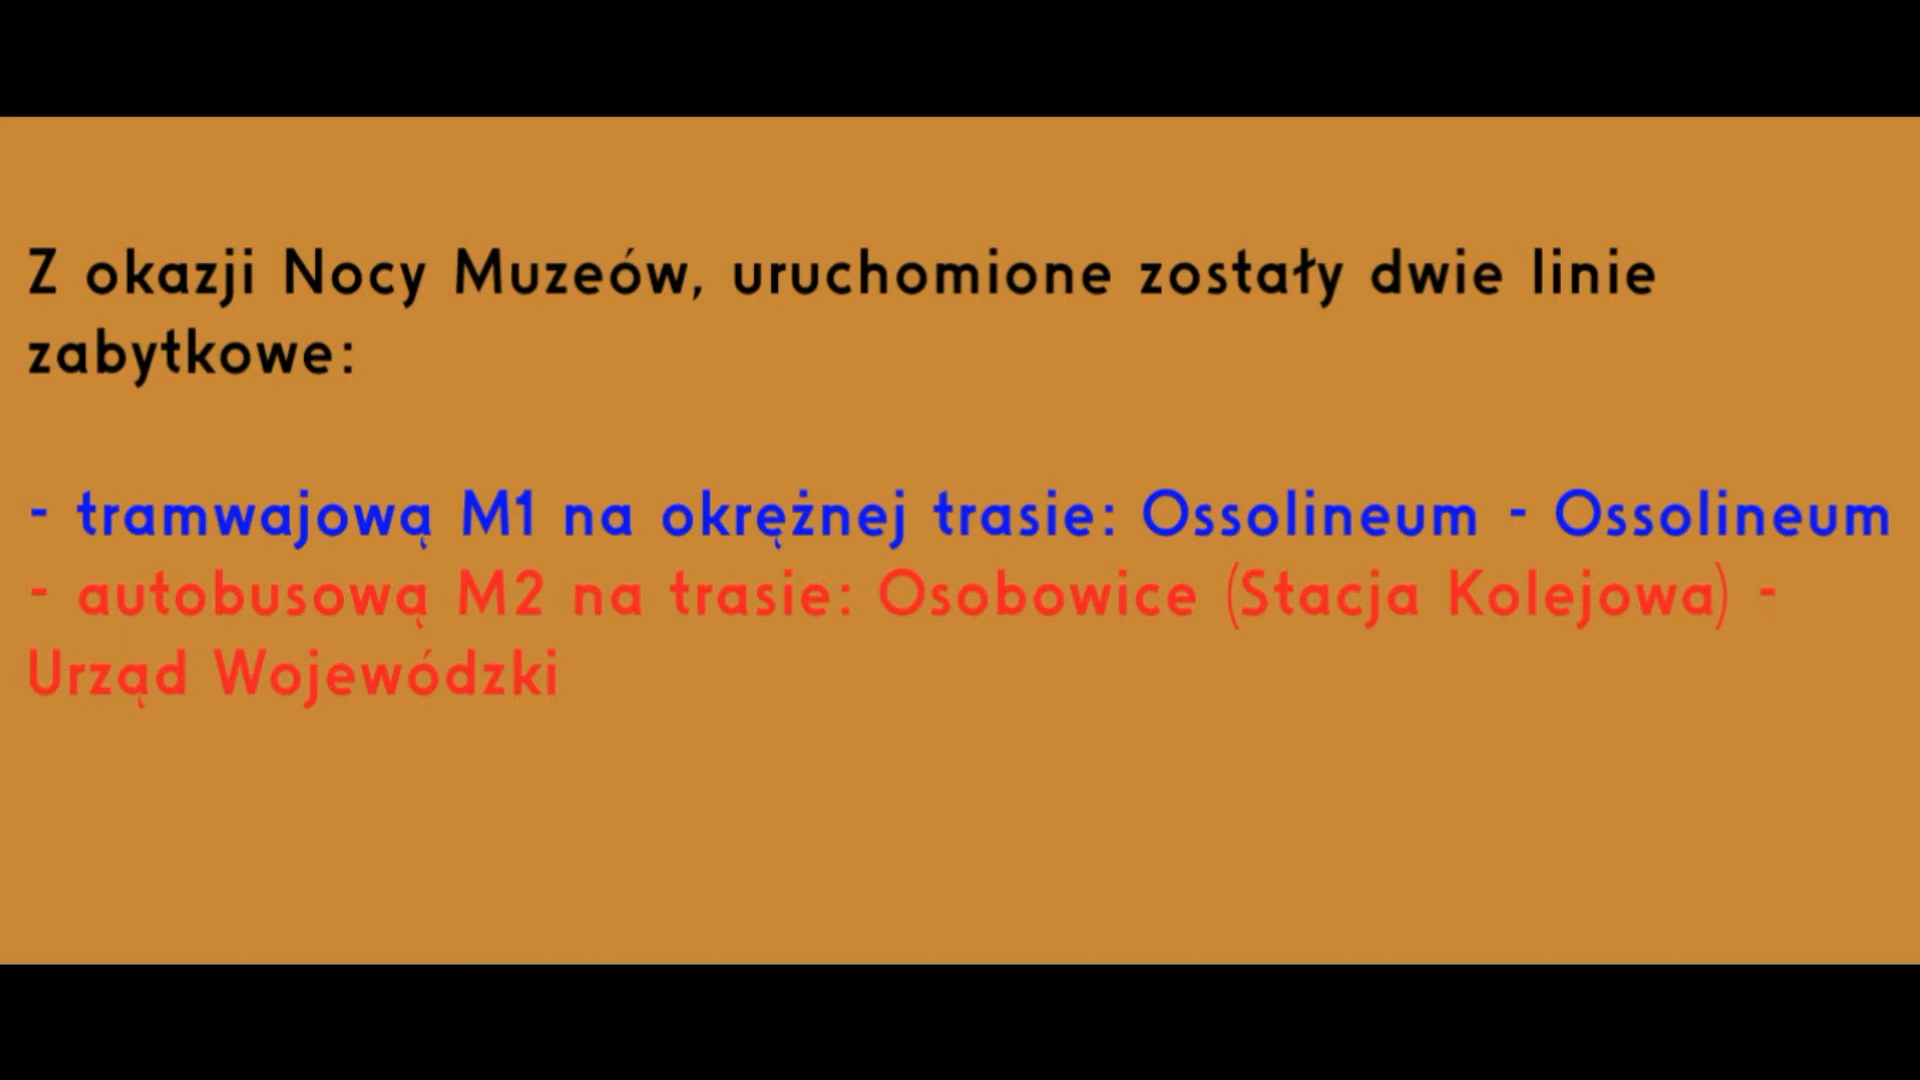 Z okazji Nocy Muzeów, uruchomione zostały dwie linie
zabytkowe:
- tramwajową M1 na okrężnej trasie: Ossolineum - Ossolineum
- autobusową M2 na trasie: Osobowice (Stacja Kolejowa) -
Urząd Wojewódzki